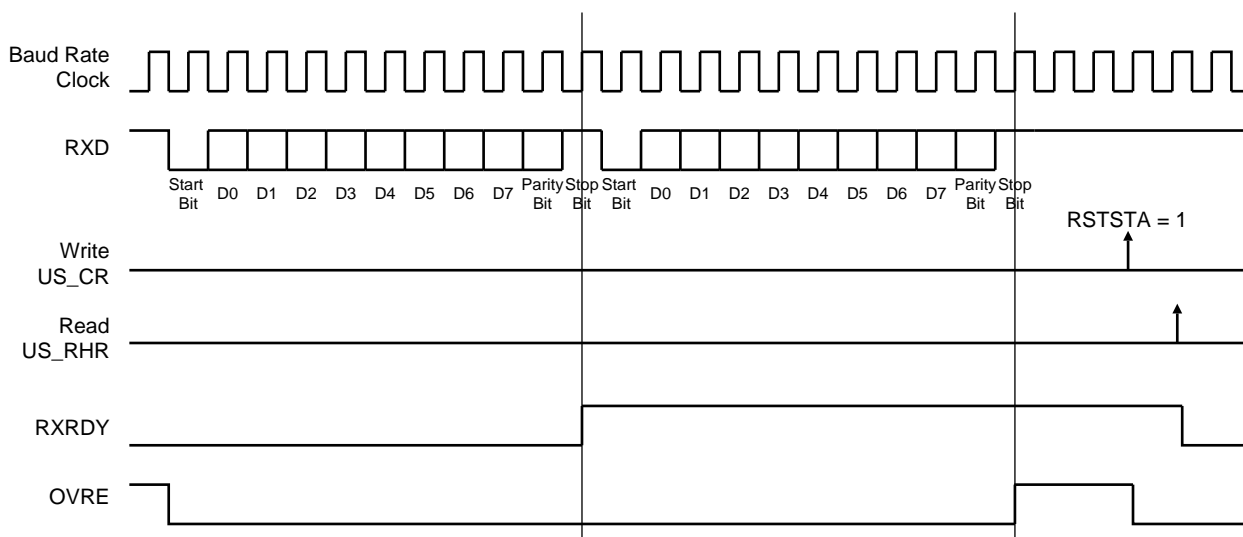 Baud Rate
Clock
RXD
Start
Bit
D0
D1
D2
D3
D4
D5
D6
D7
Parity
Bit
Stop
Bit
Start
Bit
D0
D1
D2
D3
D4
D5
D6
D7
Parity
Bit
Stop
Bit
RSTSTA = 1
Write
US_CR
Read
US_RHR
RXRDY
OVRE